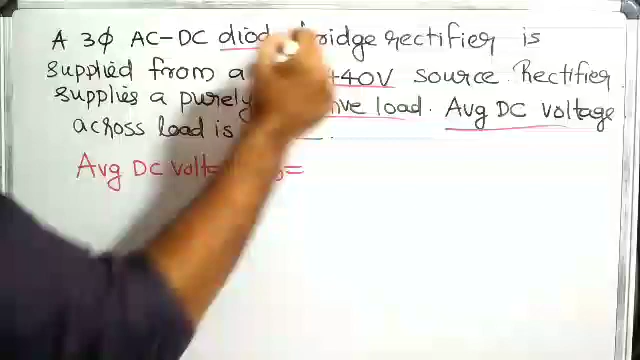 A 3ϕ AC-DC diod bridge rectifier is
supplied from a 440V source. Rectifier
supplies a purely ive load. Avg DC voltage
across load is
Avg DC volt =